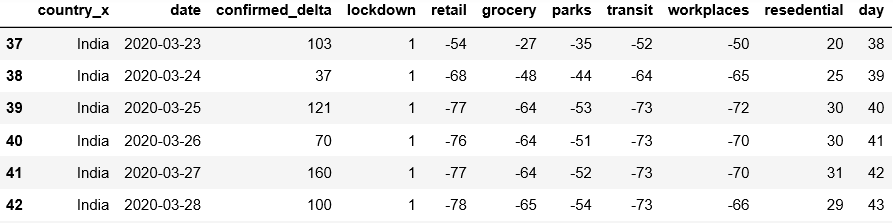 country_x date confirmed_delta lockdown retail grocery parks transit workplaces resedential day
37 India 2020-03-23 103 1 -54 -27 -35 -52 -50 20 38
38 India 2020-03-24 37 1 -68 -48 -44 -64 -65 25 39
39 India 2020-03-25 121 1 -77 -64 -53 -73 -72 30 40
40 India 2020-03-26 70 1 -76 -64 -51 -73 -70 30 41
41 India 2020-03-27 160 1 -77 -64 -52 -73 -70 31 42
42 India 2020-03-28 100 1 -78 -65 -54 -73 -66 29 43